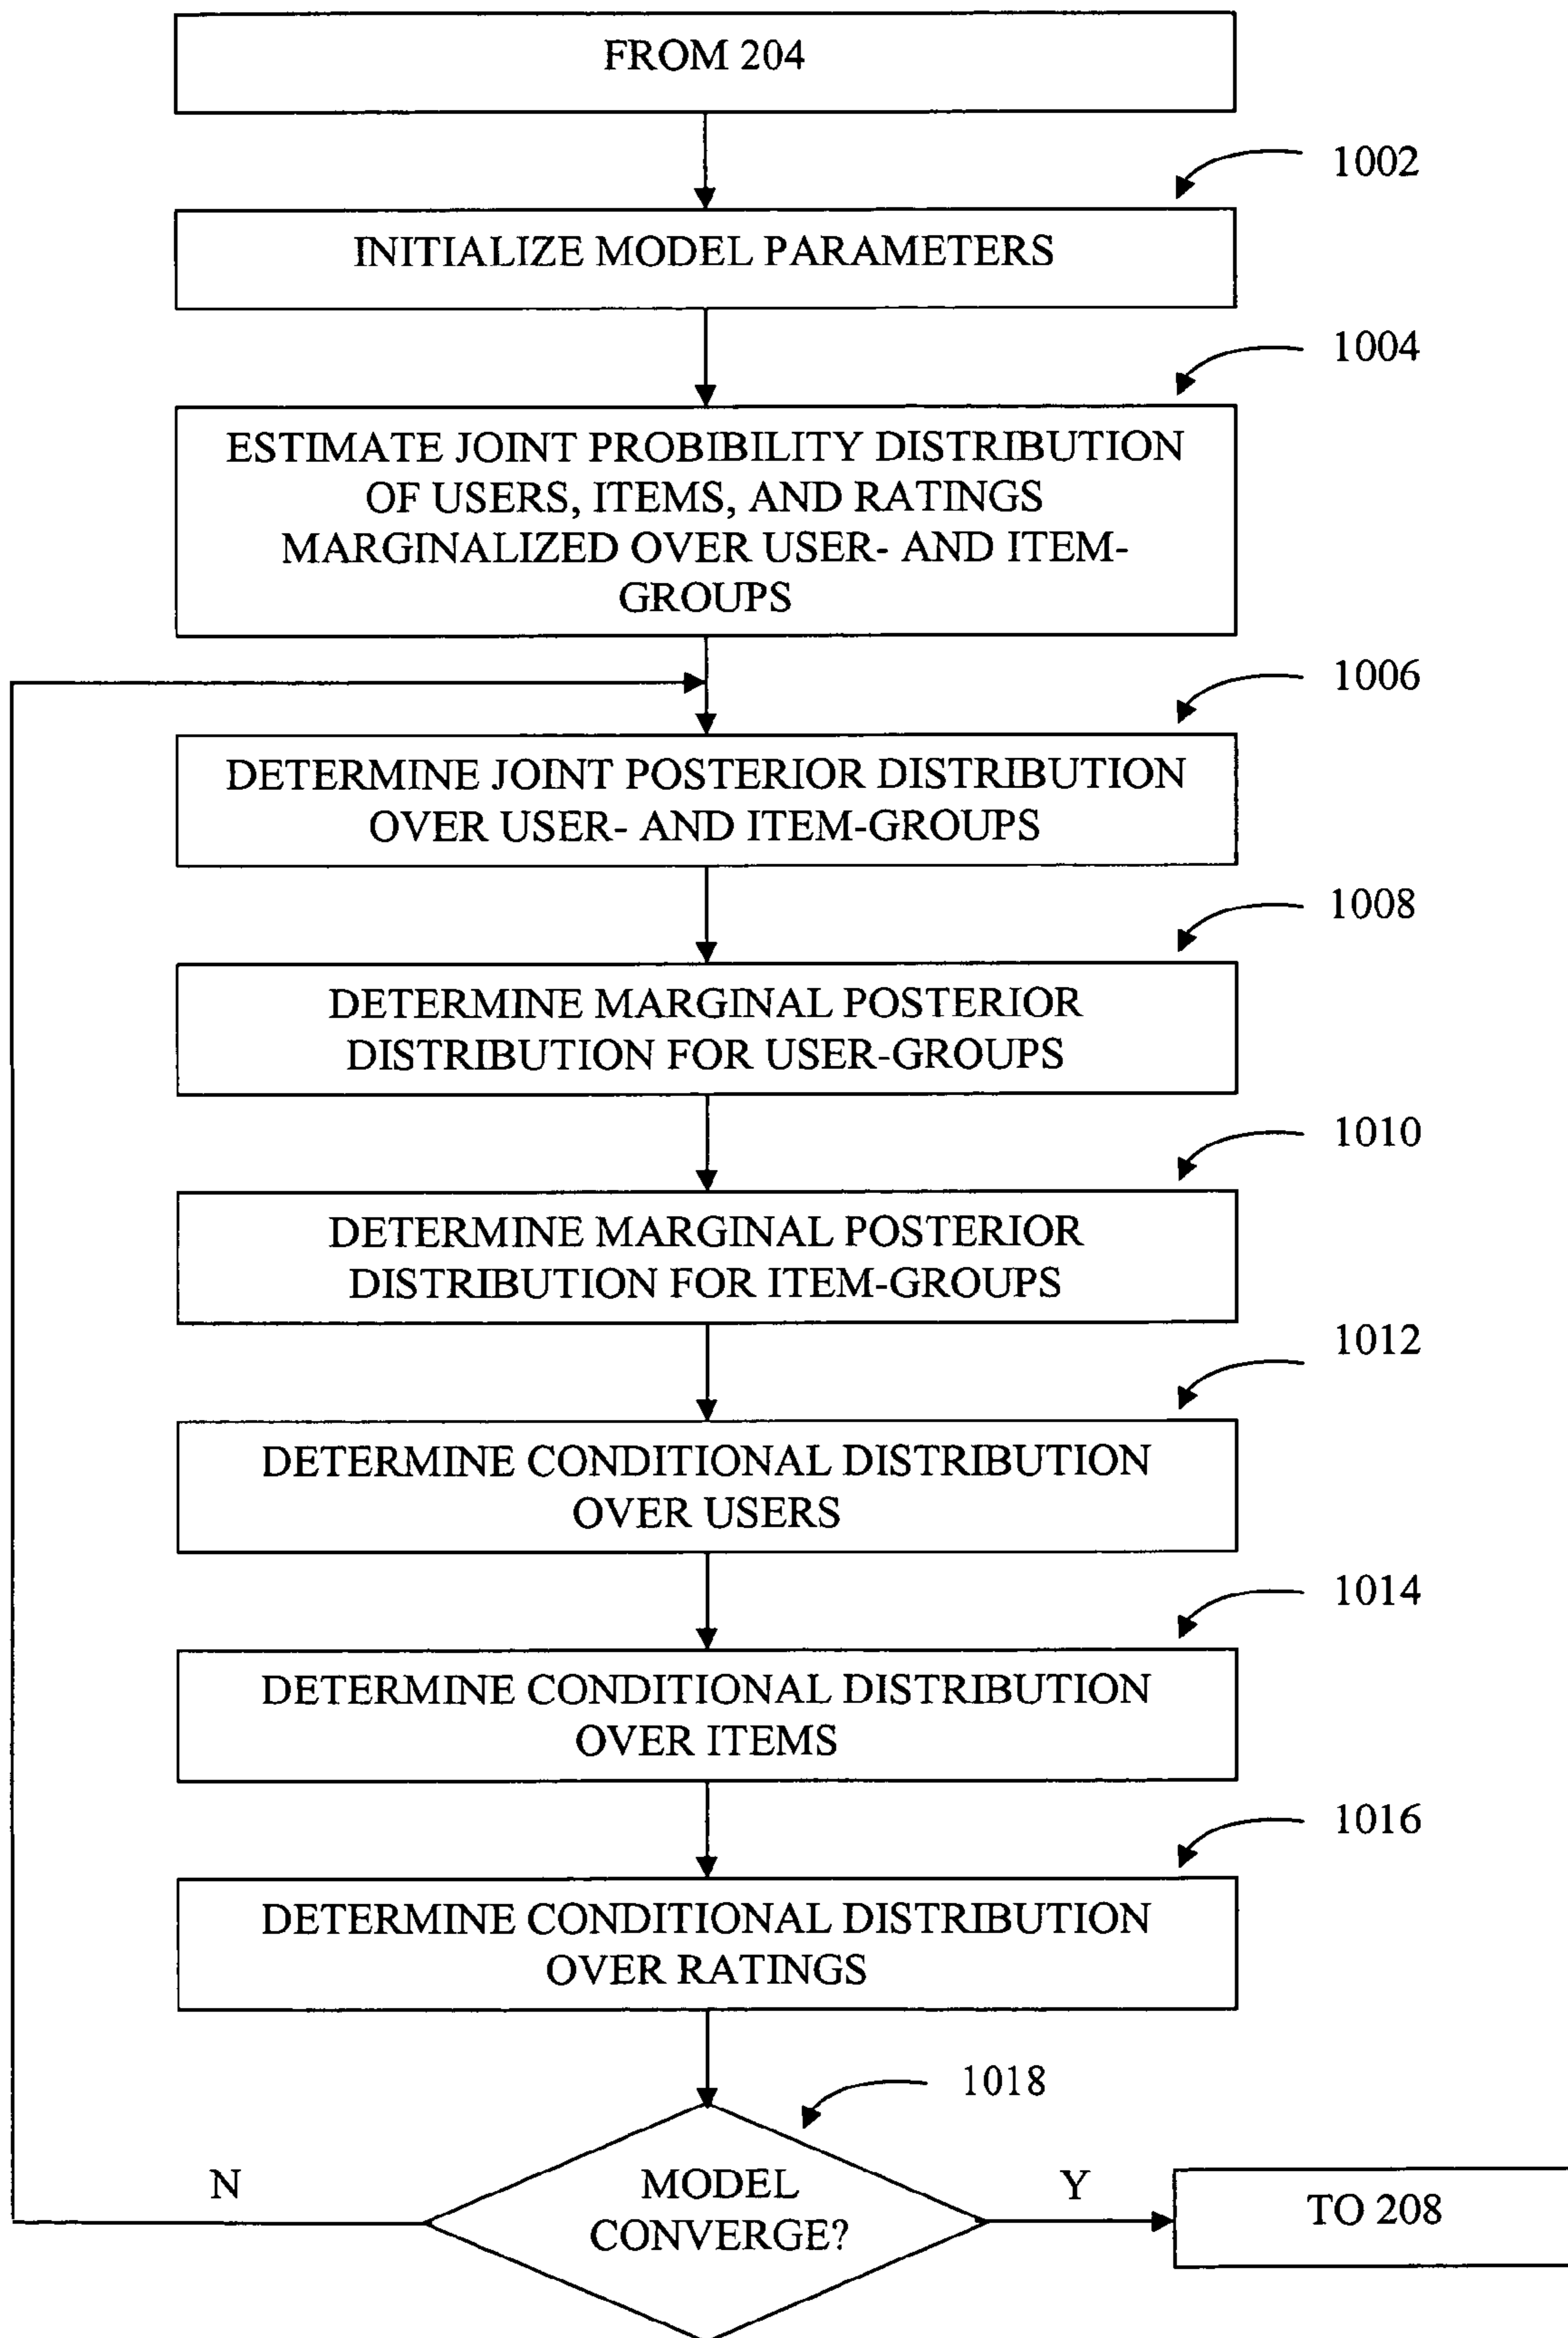 FROM 204
1002
INITIALIZE MODEL PARAMETERS
1004
ESTIMATE JOINT PROBIBILITY DISTRIBUTION
OF USERS, ITEMS, AND RATINGS
MARGINALIZED OVER USER- AND ITEM-
GROUPS
1006
DETERMINE JOINT POSTERIOR DISTRIBUTION
OVER USER- AND ITEM-GROUPS
1008
DETERMINE MARGINAL POSTERIOR
DISTRIBUTION FOR USER-GROUPS
1010
DETERMINE MARGINAL POSTERIOR
DISTRIBUTION FOR ITEM-GROUPS
1012
DETERMINE CONDITIONAL DISTRIBUTION
OVER USERS
1014
DETERMINE CONDITIONAL DISTRIBUTION
OVER ITEMS
1016
DETERMINE CONDITIONAL DISTRIBUTION
OVER RATINGS
1018
N
MODEL
CONVERGE?
Y
TO 208